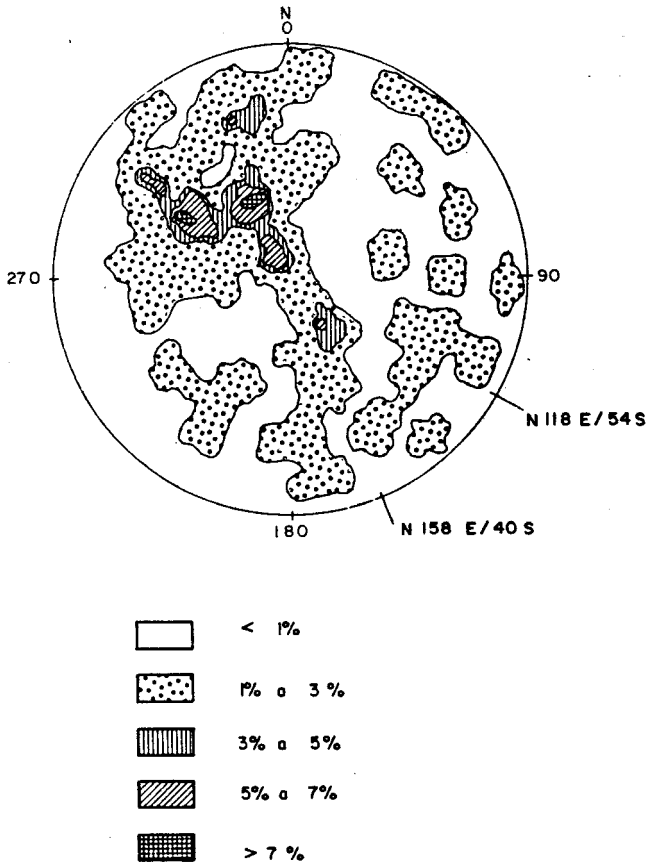 N
0
270
90
N 118 E/54 S
N 158 E/40 S
180
< 1%
1% a 3%
3% a 5%
5% a 7%
> 7 %